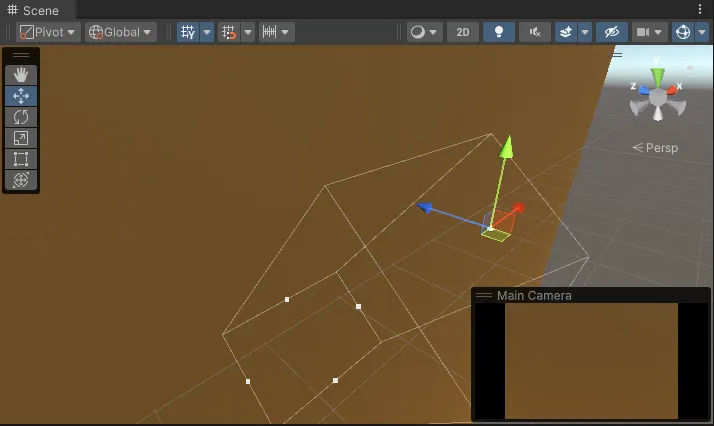 Scene
Pivot Global 2D
Y
Z X
Persp
Main Camera